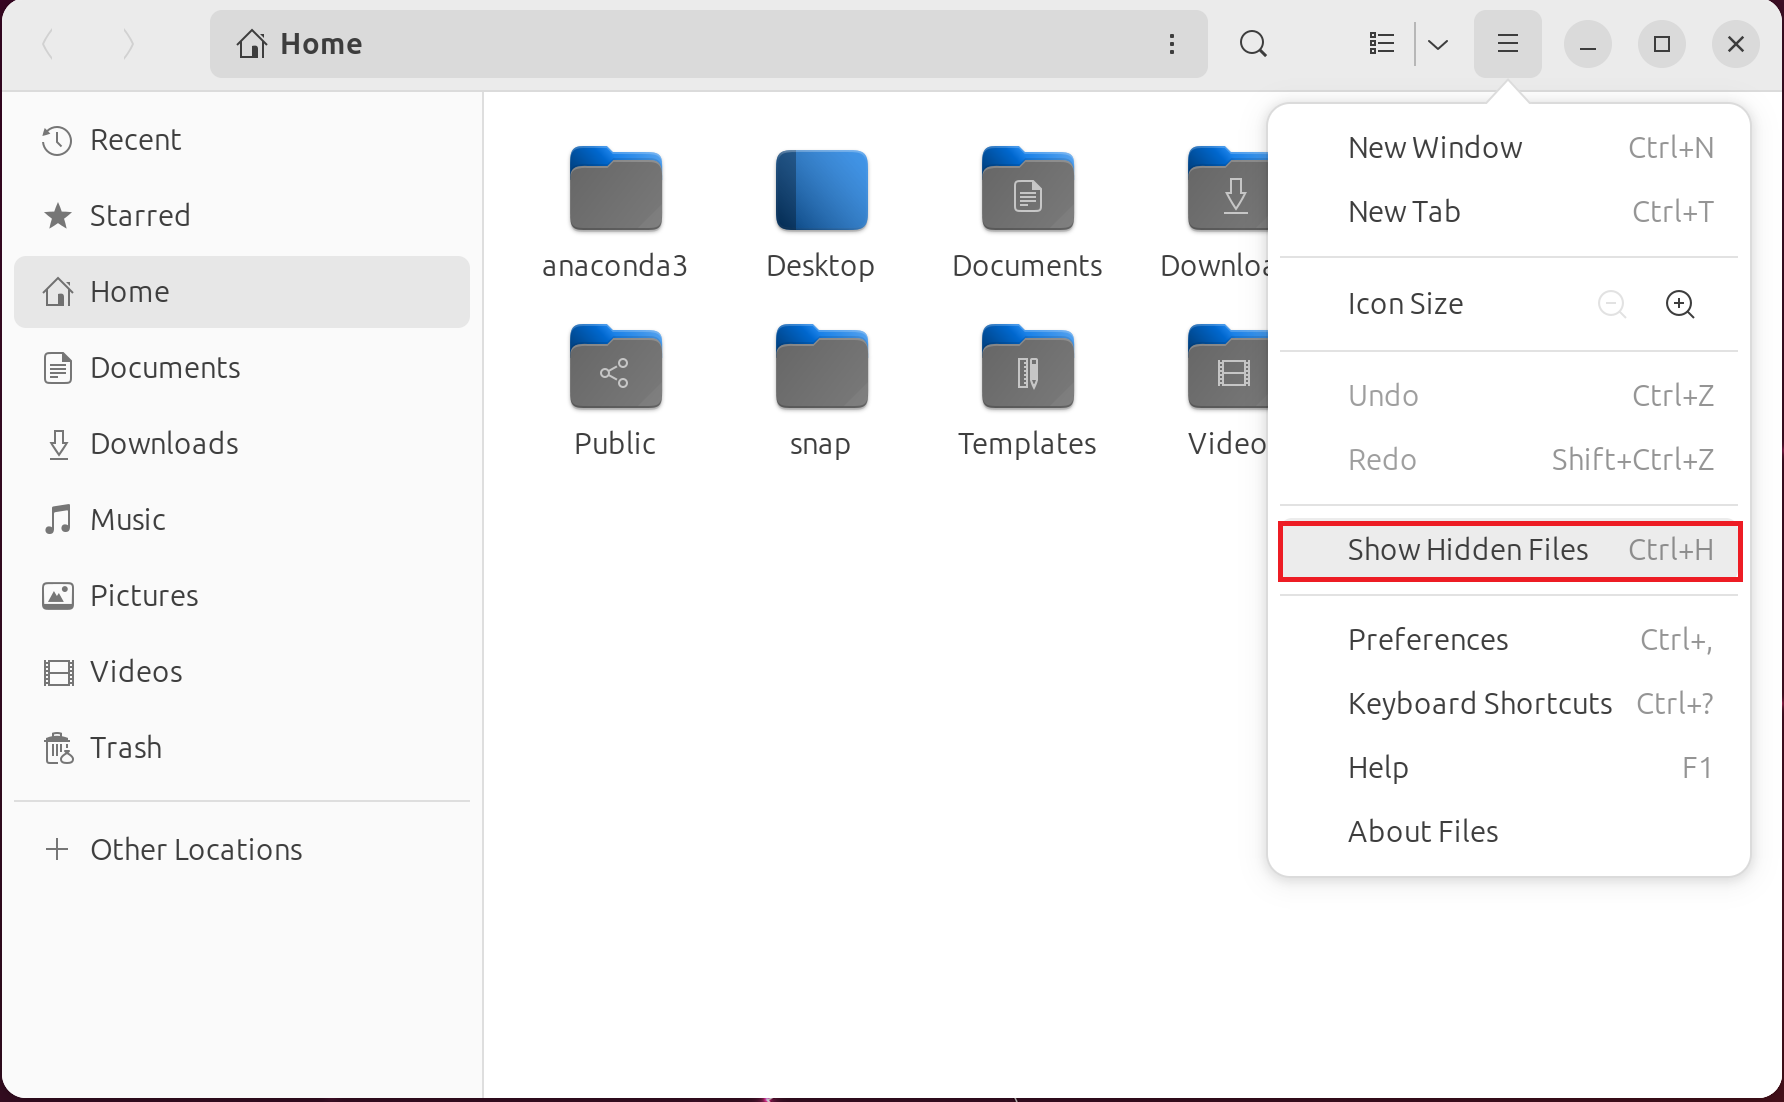 Home
Recent
Starred
Home
Documents
Downloads
Music
Pictures
Videos
Trash
Other Locations
anaconda3
Desktop
Documents
Downloa
Public
snap
Templates
Video
New Window Ctrl+N
New Tab Ctrl+T
Icon Size
Undo Ctrl+Z
Redo Shift+Ctrl+Z
Show Hidden Files Ctrl+H
Preferences Ctrl+,
Keyboard Shortcuts Ctrl+?
Help F1
About Files